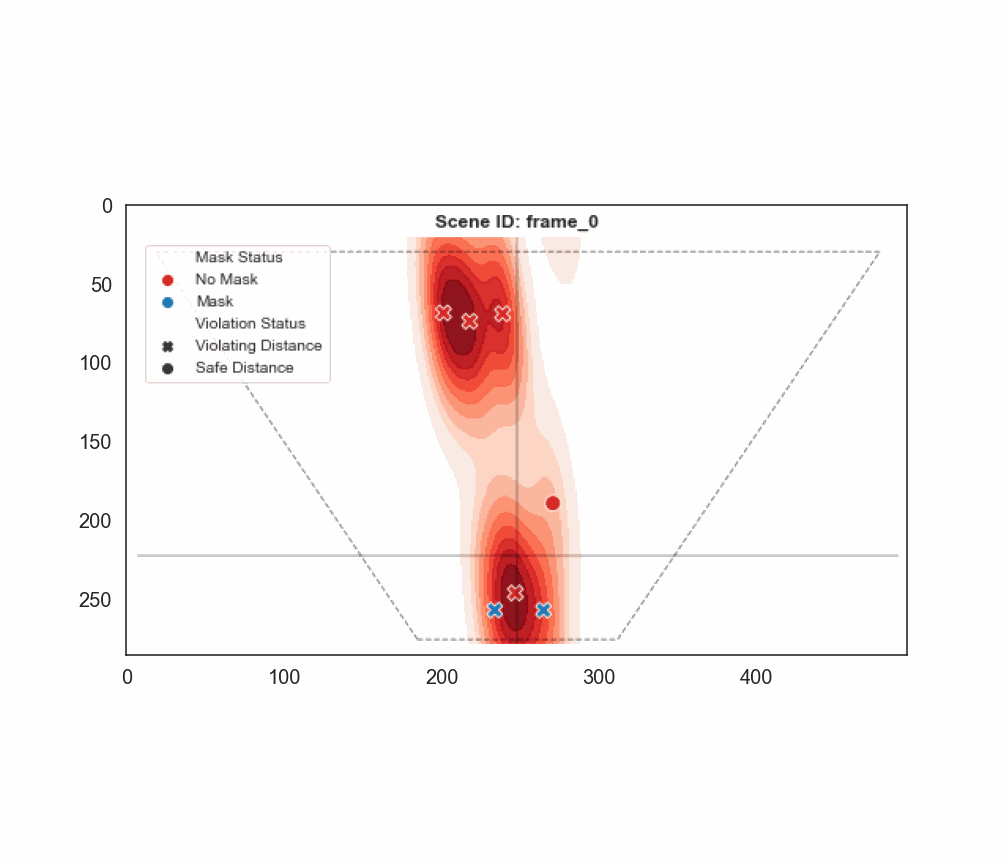 0
Scene ID: frame_0
50
100
150
200
250
Mask Status
No Mask
Mask
Violation Status
Violating Distance
Safe Distance
0
100
200
300
400